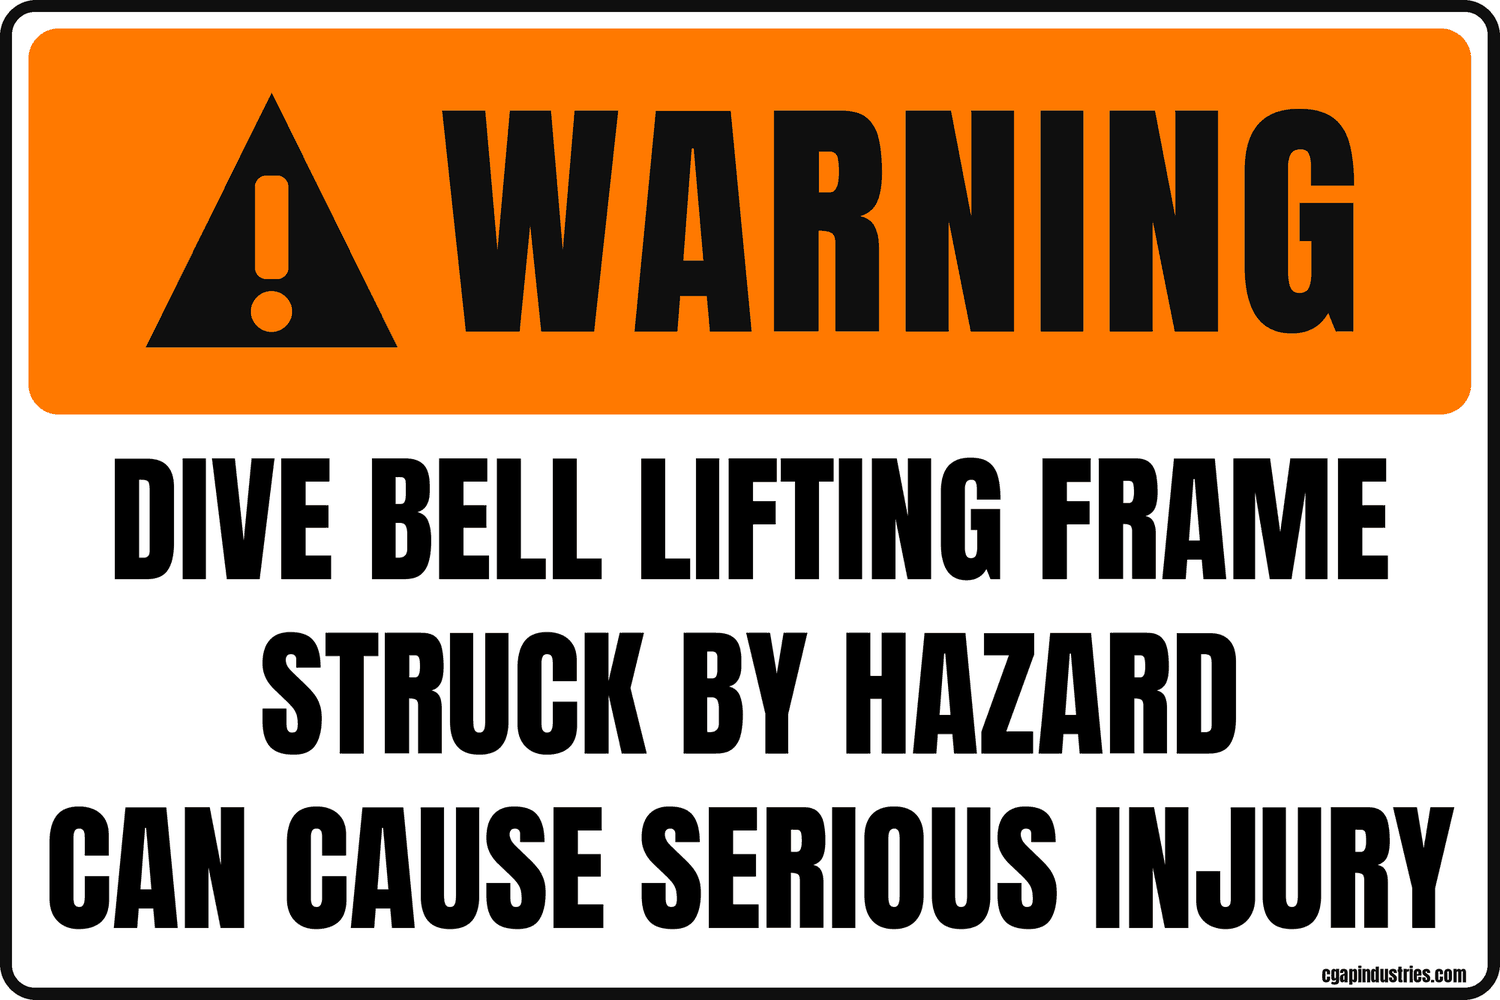 WARNING
DIVE BELL LIFTING FRAME
STRUCK BY HAZARD
CAN CAUSE SERIOUS INJURY
cgapindustries.com